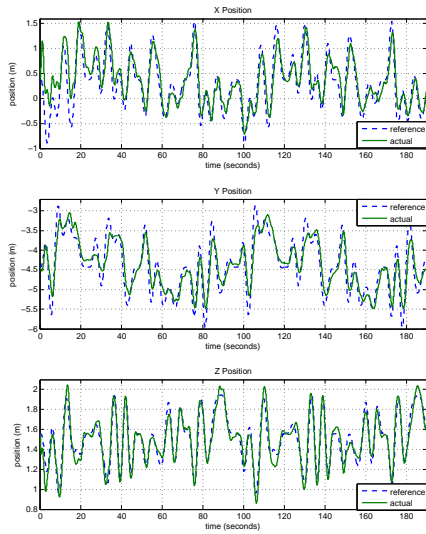 X Position
1.5
1
0.5
0
−0.5
−1
position (m)
0 20 40 60 80 100 120 140 160 180
time (seconds)
reference
actual
Y Position
−3
−3.5
−4
−4.5
−5
−5.5
−6
position (m)
0 20 40 60 80 100 120 140 160 180
time (seconds)
reference
actual
Z Position
2
1.8
1.6
1.4
1.2
1
0.8
position (m)
0 20 40 60 80 100 120 140 160 180
time (seconds)
reference
actual